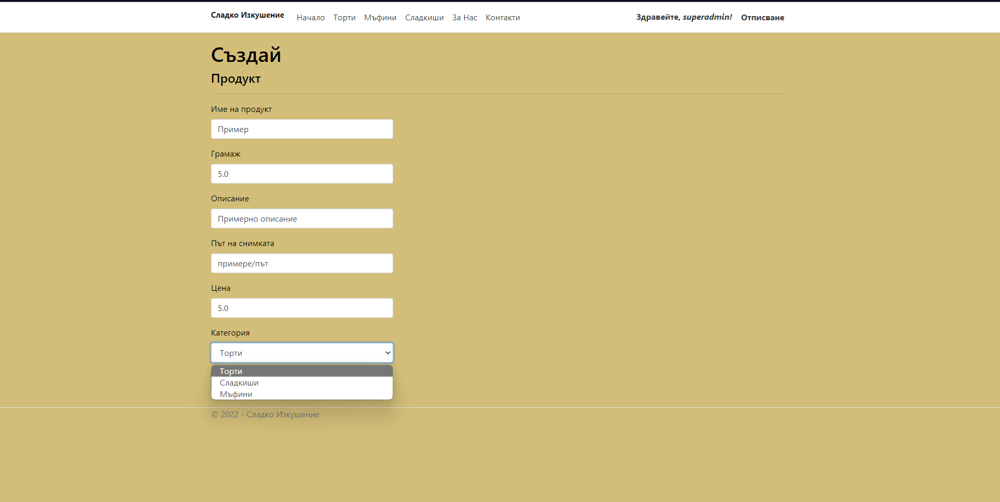 Сладко Изкушение
Начало Торти Мъфини Сладкиши За Нас Контакти
Здравейте, superadmin! Отписване
Създай
Продукт
Име на продукт
Пример
Грамаж
5.0
Описание
Примерно описание
Път на снимката
примере/път
Цена
5.0
Категория
Торти
Торти
Сладкиши
Мъфини
© 2022 - Сладко Изкушение